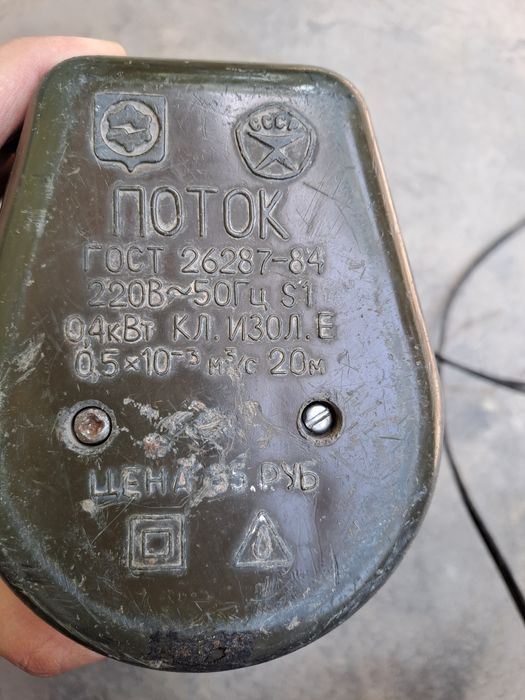 СССР
ПОТОК
ГОСТ 26287-84
220В~50Гц S1
0,4кВт КЛ. ИЗОЛ. Е
0,5×10⁻³ м³/с 20м
ЦЕНА 35.РУБ